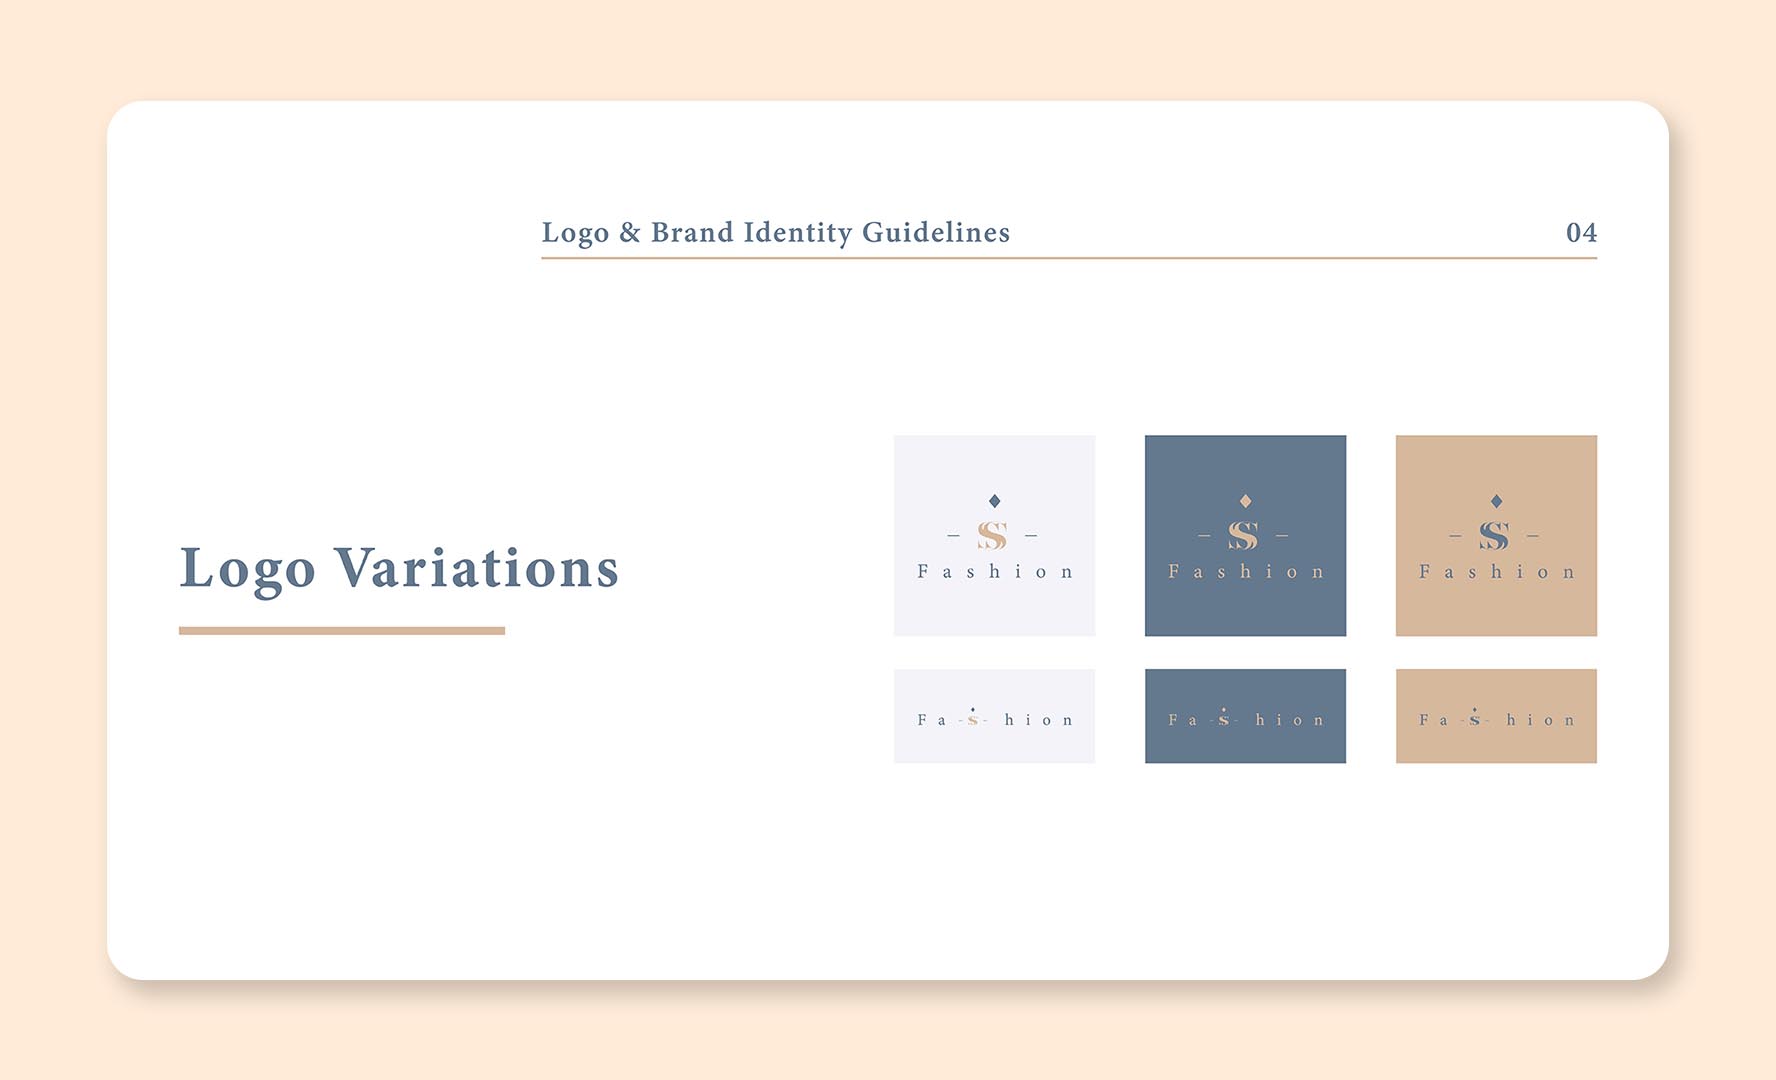 Logo & Brand Identity Guidelines 04
Logo Variations
S
Fashion
S
Fashion
S
Fashion
Fa-s-hion
Fa-s-hion
Fa-s-hion